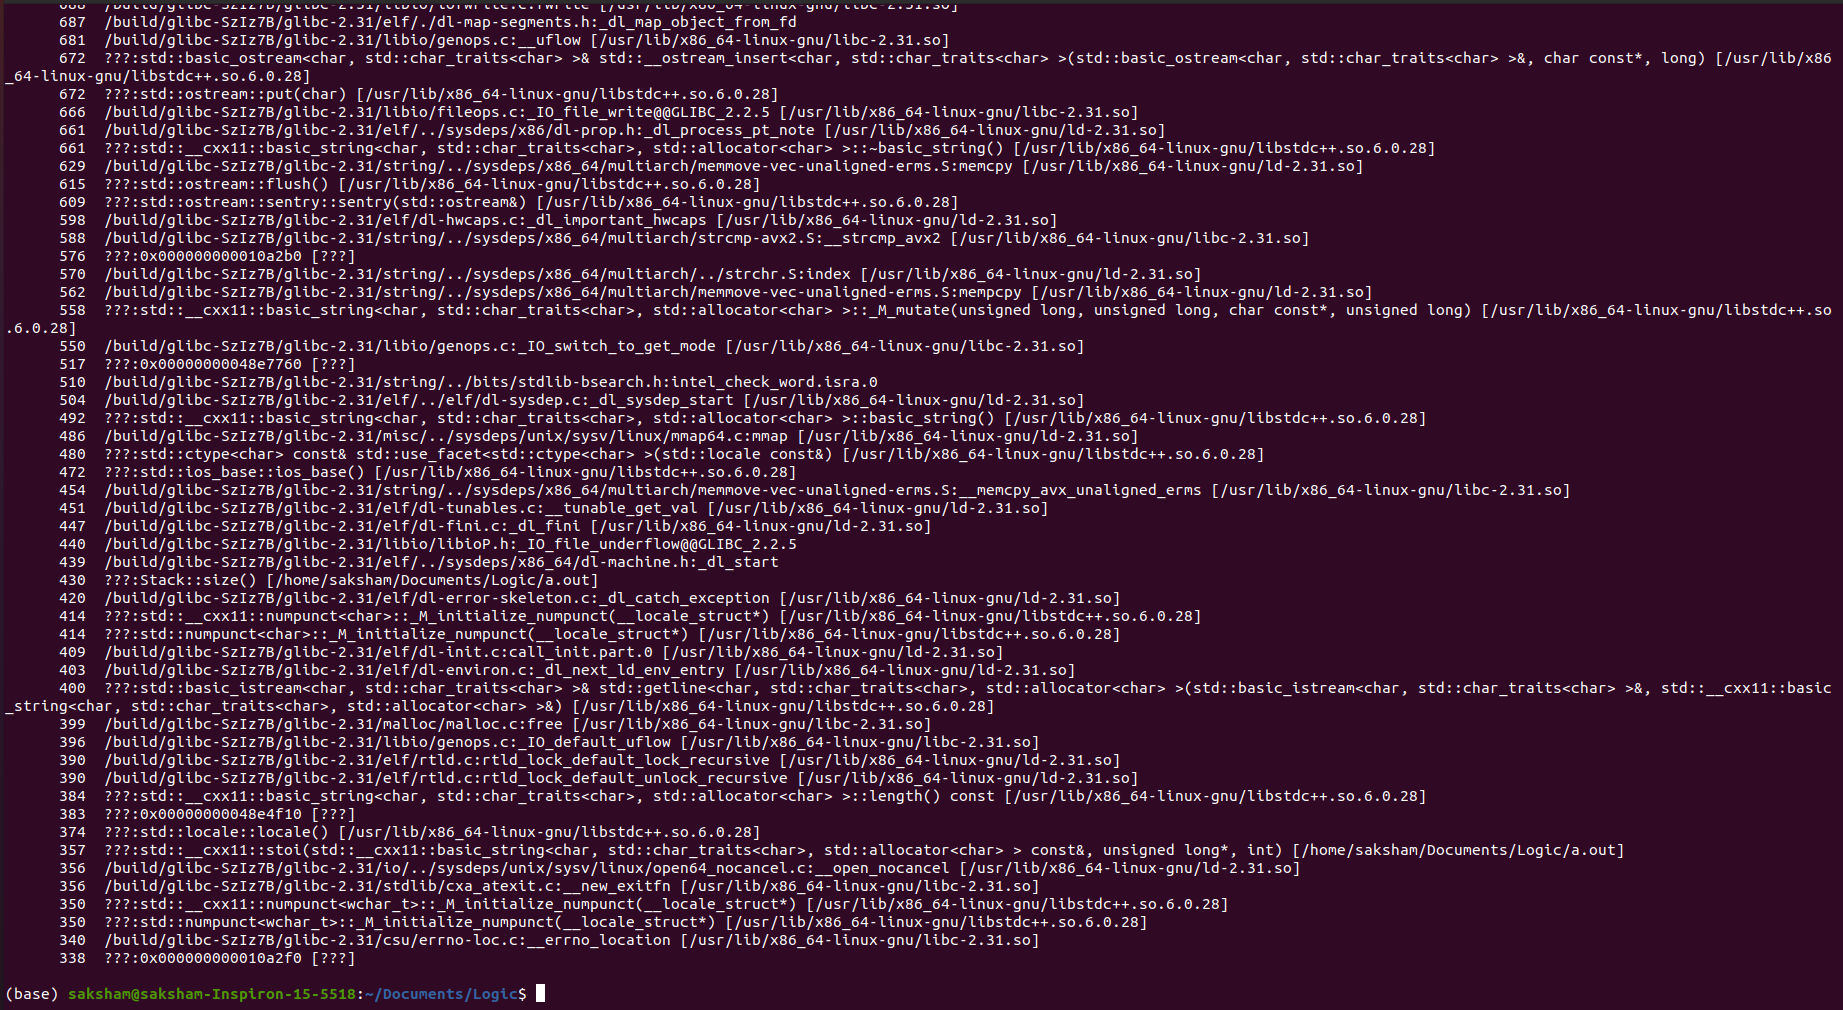 688  /build/glibc-SzIz7B/glibc-2.31/libio/iofwrite.c:fwrite [/usr/lib/x86_64-linux-gnu/libc-2.31.so]
687  /build/glibc-SzIz7B/glibc-2.31/elf/./dl-map-segments.h:_dl_map_object_from_fd
681  /build/glibc-SzIz7B/glibc-2.31/libio/genops.c:__uflow [/usr/lib/x86_64-linux-gnu/libc-2.31.so]
672  ???:std::basic_ostream<char, std::char_traits<char> >& std::__ostream_insert<char, std::char_traits<char> >(std::basic_ostream<char, std::char_traits<char> >&, char const*, long) [/usr/lib/x86
_64-linux-gnu/libstdc++.so.6.0.28]
672  ???:std::ostream::put(char) [/usr/lib/x86_64-linux-gnu/libstdc++.so.6.0.28]
666  /build/glibc-SzIz7B/glibc-2.31/libio/fileops.c:_IO_file_write@@GLIBC_2.2.5 [/usr/lib/x86_64-linux-gnu/libc-2.31.so]
661  /build/glibc-SzIz7B/glibc-2.31/elf/../sysdeps/x86/dl-prop.h:_dl_process_pt_note [/usr/lib/x86_64-linux-gnu/ld-2.31.so]
661  ???:std::__cxx11::basic_string<char, std::char_traits<char>, std::allocator<char> >::~basic_string() [/usr/lib/x86_64-linux-gnu/libstdc++.so.6.0.28]
629  /build/glibc-SzIz7B/glibc-2.31/string/../sysdeps/x86_64/multiarch/memmove-vec-unaligned-erms.S:memcpy [/usr/lib/x86_64-linux-gnu/ld-2.31.so]
615  ???:std::ostream::flush() [/usr/lib/x86_64-linux-gnu/libstdc++.so.6.0.28]
609  ???:std::ostream::sentry::sentry(std::ostream&) [/usr/lib/x86_64-linux-gnu/libstdc++.so.6.0.28]
598  /build/glibc-SzIz7B/glibc-2.31/elf/dl-hwcaps.c:_dl_important_hwcaps [/usr/lib/x86_64-linux-gnu/ld-2.31.so]
588  /build/glibc-SzIz7B/glibc-2.31/string/../sysdeps/x86_64/multiarch/strcmp-avx2.S:__strcmp_avx2 [/usr/lib/x86_64-linux-gnu/libc-2.31.so]
576  ???:0x000000000010a2b0 [???]
570  /build/glibc-SzIz7B/glibc-2.31/string/../sysdeps/x86_64/multiarch/../strchr.S:index [/usr/lib/x86_64-linux-gnu/ld-2.31.so]
562  /build/glibc-SzIz7B/glibc-2.31/string/../sysdeps/x86_64/multiarch/memmove-vec-unaligned-erms.S:mempcpy [/usr/lib/x86_64-linux-gnu/ld-2.31.so]
558  ???:std::__cxx11::basic_string<char, std::char_traits<char>, std::allocator<char> >::_M_mutate(unsigned long, unsigned long, char const*, unsigned long) [/usr/lib/x86_64-linux-gnu/libstdc++.so
.6.0.28]
550  /build/glibc-SzIz7B/glibc-2.31/libio/genops.c:_IO_switch_to_get_mode [/usr/lib/x86_64-linux-gnu/libc-2.31.so]
517  ???:0x00000000048e7760 [???]
510  /build/glibc-SzIz7B/glibc-2.31/string/../bits/stdlib-bsearch.h:intel_check_word.isra.0
504  /build/glibc-SzIz7B/glibc-2.31/elf/../elf/dl-sysdep.c:_dl_sysdep_start [/usr/lib/x86_64-linux-gnu/ld-2.31.so]
492  ???:std::__cxx11::basic_string<char, std::char_traits<char>, std::allocator<char> >::basic_string() [/usr/lib/x86_64-linux-gnu/libstdc++.so.6.0.28]
486  /build/glibc-SzIz7B/glibc-2.31/misc/../sysdeps/unix/sysv/linux/mmap64.c:mmap [/usr/lib/x86_64-linux-gnu/ld-2.31.so]
480  ???:std::ctype<char> const& std::use_facet<std::ctype<char> >(std::locale const&) [/usr/lib/x86_64-linux-gnu/libstdc++.so.6.0.28]
472  ???:std::ios_base::ios_base() [/usr/lib/x86_64-linux-gnu/libstdc++.so.6.0.28]
454  /build/glibc-SzIz7B/glibc-2.31/string/../sysdeps/x86_64/multiarch/memmove-vec-unaligned-erms.S:__memcpy_avx_unaligned_erms [/usr/lib/x86_64-linux-gnu/libc-2.31.so]
451  /build/glibc-SzIz7B/glibc-2.31/elf/dl-tunables.c:__tunable_get_val [/usr/lib/x86_64-linux-gnu/ld-2.31.so]
447  /build/glibc-SzIz7B/glibc-2.31/elf/dl-fini.c:_dl_fini [/usr/lib/x86_64-linux-gnu/ld-2.31.so]
440  /build/glibc-SzIz7B/glibc-2.31/libio/libioP.h:_IO_file_underflow@@GLIBC_2.2.5
439  /build/glibc-SzIz7B/glibc-2.31/elf/../sysdeps/x86_64/dl-machine.h:_dl_start
430  ???:Stack::size() [/home/saksham/Documents/Logic/a.out]
420  /build/glibc-SzIz7B/glibc-2.31/elf/dl-error-skeleton.c:_dl_catch_exception [/usr/lib/x86_64-linux-gnu/ld-2.31.so]
414  ???:std::__cxx11::numpunct<char>::_M_initialize_numpunct(__locale_struct*) [/usr/lib/x86_64-linux-gnu/libstdc++.so.6.0.28]
414  ???:std::numpunct<char>::_M_initialize_numpunct(__locale_struct*) [/usr/lib/x86_64-linux-gnu/libstdc++.so.6.0.28]
409  /build/glibc-SzIz7B/glibc-2.31/elf/dl-init.c:call_init.part.0 [/usr/lib/x86_64-linux-gnu/ld-2.31.so]
403  /build/glibc-SzIz7B/glibc-2.31/elf/dl-environ.c:_dl_next_ld_env_entry [/usr/lib/x86_64-linux-gnu/ld-2.31.so]
400  ???:std::basic_istream<char, std::char_traits<char> >& std::getline<char, std::char_traits<char>, std::allocator<char> >(std::basic_istream<char, std::char_traits<char> >&, std::__cxx11::basic
_string<char, std::char_traits<char>, std::allocator<char> >&) [/usr/lib/x86_64-linux-gnu/libstdc++.so.6.0.28]
399  /build/glibc-SzIz7B/glibc-2.31/malloc/malloc.c:free [/usr/lib/x86_64-linux-gnu/libc-2.31.so]
396  /build/glibc-SzIz7B/glibc-2.31/libio/genops.c:_IO_default_uflow [/usr/lib/x86_64-linux-gnu/libc-2.31.so]
390  /build/glibc-SzIz7B/glibc-2.31/elf/rtld.c:rtld_lock_default_lock_recursive [/usr/lib/x86_64-linux-gnu/ld-2.31.so]
390  /build/glibc-SzIz7B/glibc-2.31/elf/rtld.c:rtld_lock_default_unlock_recursive [/usr/lib/x86_64-linux-gnu/ld-2.31.so]
384  ???:std::__cxx11::basic_string<char, std::char_traits<char>, std::allocator<char> >::length() const [/usr/lib/x86_64-linux-gnu/libstdc++.so.6.0.28]
383  ???:0x00000000048e4f10 [???]
374  ???:std::locale::locale() [/usr/lib/x86_64-linux-gnu/libstdc++.so.6.0.28]
357  ???:std::__cxx11::stoi(std::__cxx11::basic_string<char, std::char_traits<char>, std::allocator<char> > const&, unsigned long*, int) [/home/saksham/Documents/Logic/a.out]
356  /build/glibc-SzIz7B/glibc-2.31/io/../sysdeps/unix/sysv/linux/open64_nocancel.c:__open_nocancel [/usr/lib/x86_64-linux-gnu/ld-2.31.so]
356  /build/glibc-SzIz7B/glibc-2.31/stdlib/cxa_atexit.c:__new_exitfn [/usr/lib/x86_64-linux-gnu/libc-2.31.so]
350  ???:std::__cxx11::numpunct<wchar_t>::_M_initialize_numpunct(__locale_struct*) [/usr/lib/x86_64-linux-gnu/libstdc++.so.6.0.28]
350  ???:std::numpunct<wchar_t>::_M_initialize_numpunct(__locale_struct*) [/usr/lib/x86_64-linux-gnu/libstdc++.so.6.0.28]
340  /build/glibc-SzIz7B/glibc-2.31/csu/errno-loc.c:__errno_location [/usr/lib/x86_64-linux-gnu/libc-2.31.so]
338  ???:0x000000000010a2f0 [???]
(base) saksham@saksham-Inspiron-15-5518:~/Documents/Logic$